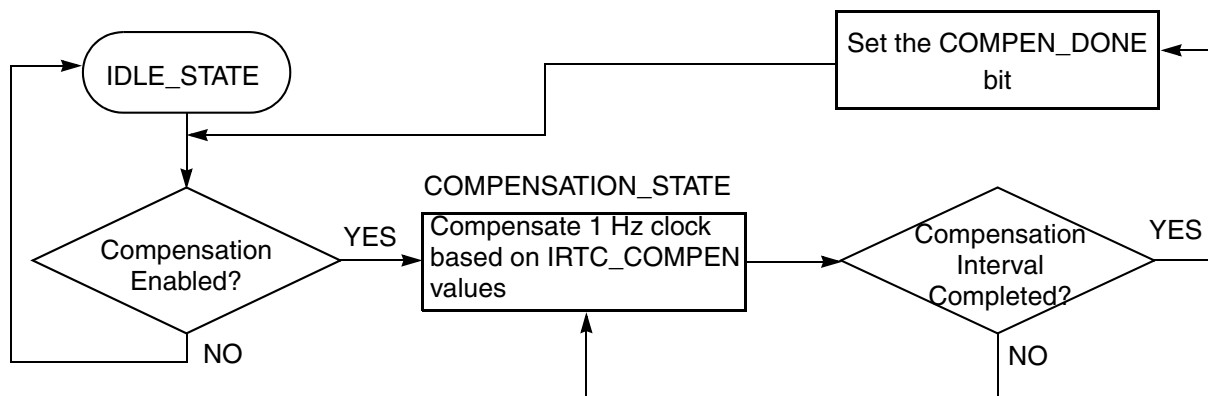 Set the COMPEN_DONE
bit
IDLE_STATE
COMPENSATION_STATE
Compensation
Enabled?
YES
NO
Compensate 1 Hz clock
based on IRTC_COMPEN
values
Compensation
Interval
Completed?
YES
NO